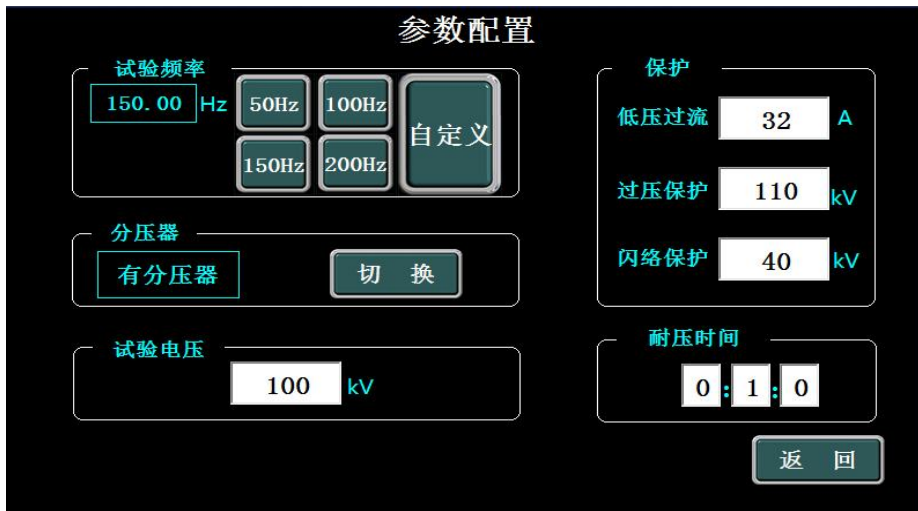 参数配置
试验频率
150.00 Hz
50Hz 100Hz
自定义
150Hz 200Hz
分压器
有分压器
切 换
试验电压
100 kV
保护
低压过流 32 A
过压保护 110 kV
闪络保护 40 kV
耐压时间
0:1:0
返 回